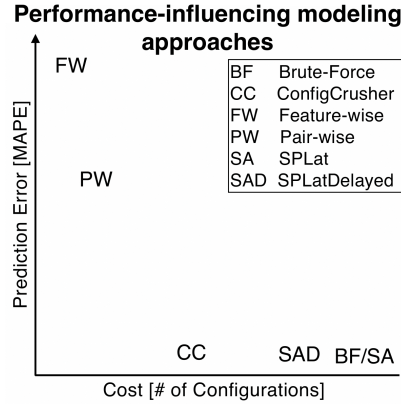 Performance-influencing modeling
approaches
FW
BF Brute-Force
CC ConfigCrusher
FW Feature-wise
PW Pair-wise
SA SPLat
SAD SPLatDelayed
PW
Prediction Error [MAPE]
CC
SAD
BF/SA
Cost [# of Configurations]